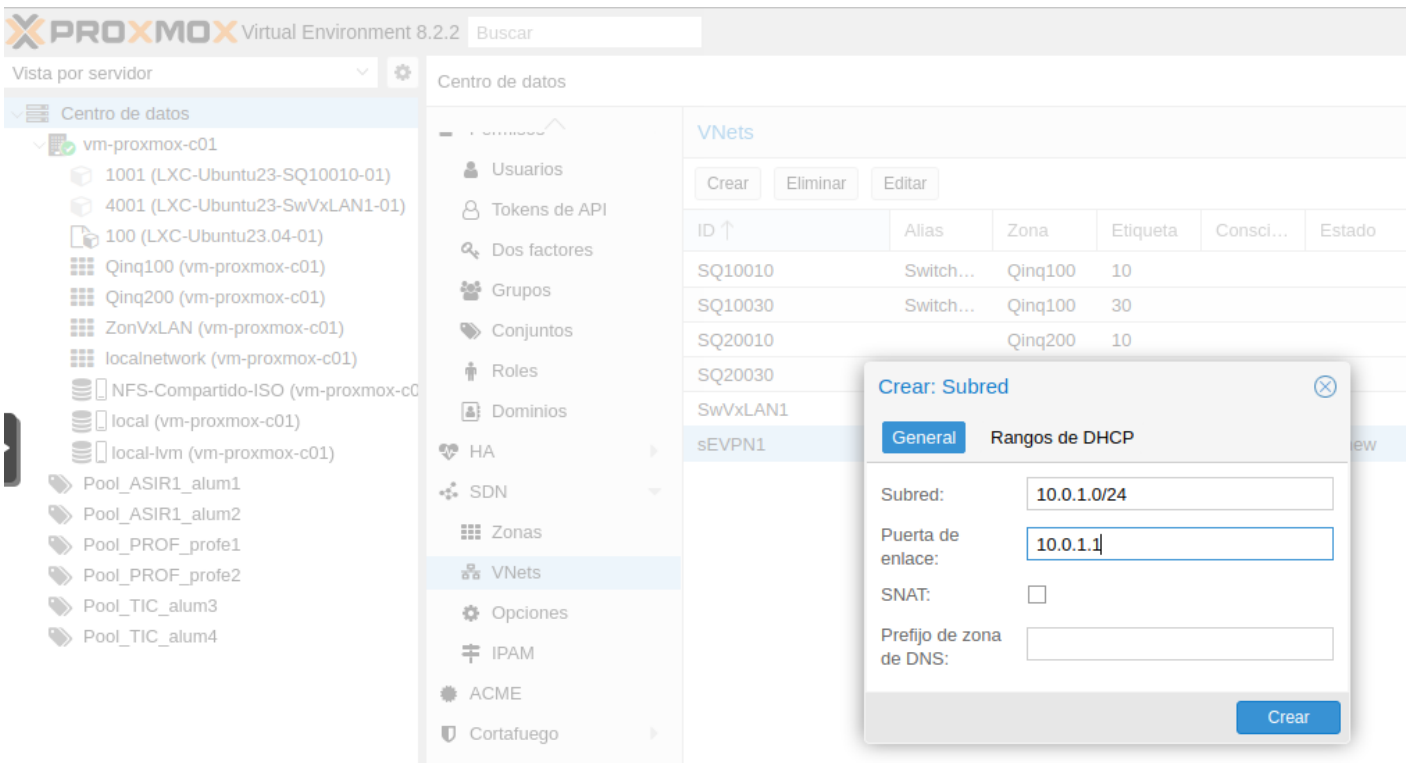 PROXMOX Virtual Environment 8.2.2 Buscar
Vista por servidor
Centro de datos
vm-proxmox-c01
1001 (LXC-Ubuntu23-SQ10010-01)
4001 (LXC-Ubuntu23-SwVxLAN1-01)
100 (LXC-Ubuntu23.04-01)
Qinq100 (vm-proxmox-c01)
Qinq200 (vm-proxmox-c01)
ZonVxLAN (vm-proxmox-c01)
localnetwork (vm-proxmox-c01)
NFS-Compartido-ISO (vm-proxmox-c0
local (vm-proxmox-c01)
local-lvm (vm-proxmox-c01)
Pool_ASIR1_alum1
Pool_ASIR1_alum2
Pool_PROF_profe1
Pool_PROF_profe2
Pool_TIC_alum3
Pool_TIC_alum4
Centro de datos
Permisos
Usuarios
Tokens de API
Dos factores
Grupos
Conjuntos
Roles
Dominios
HA
SDN
Zonas
VNets
Opciones
IPAM
ACME
Cortafuego
VNets
Crear Eliminar Editar
ID Alias Zona Etiqueta Consci... Estado
SQ10010 Switch... Qinq100 10
SQ10030 Switch... Qinq100 30
SQ20010 Qinq200 10
SQ20030
SwVxLAN1
sEVPN1 ew
Crear: Subred
General Rangos de DHCP
Subred: 10.0.1.0/24
Puerta de
enlace: 10.0.1.1
SNAT:
Prefijo de zona
de DNS:
Crear